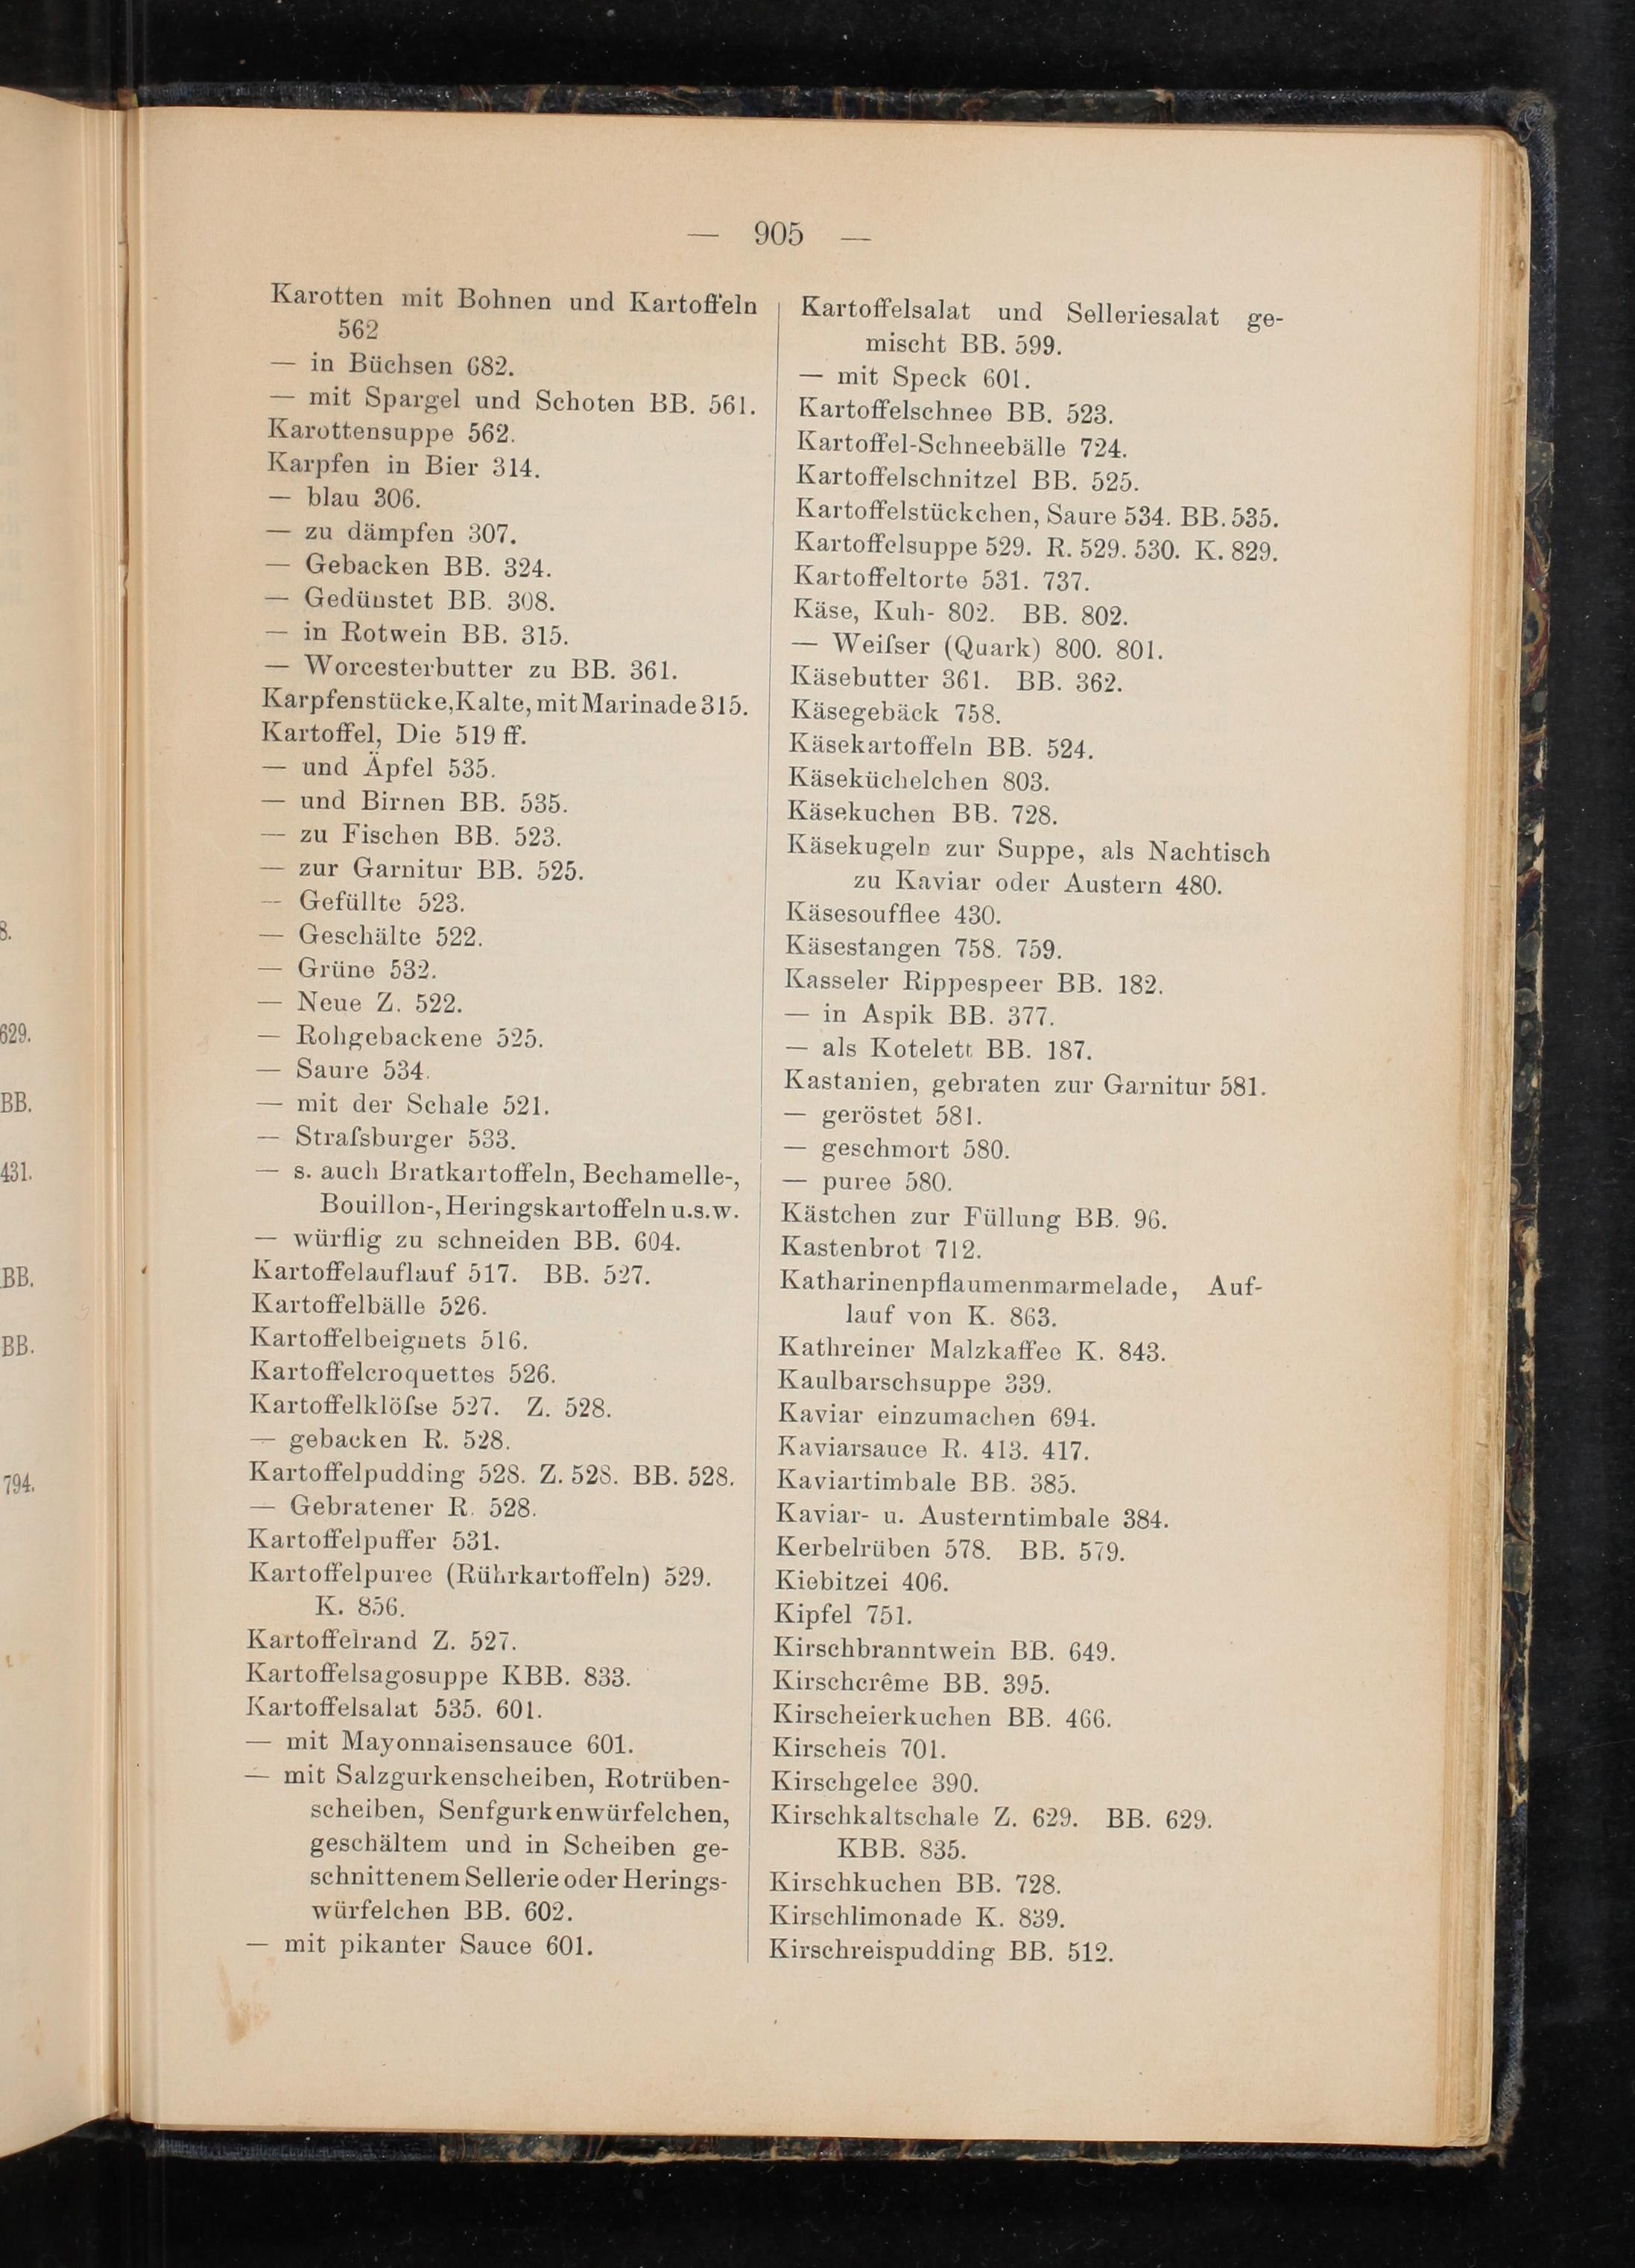 8.
629.
BB.
431.
BB.
BB.
794.
— 905 —
Karotten mit Bohnen und Kartoffeln
562
— in Büchsen 682.
— mit Spargel und Schoten BB. 561.
Karottensuppe 562.
Karpfen in Bier 314.
— blau 306.
— zu dämpfen 307.
— Gebacken BB. 324.
— Gedünstet BB. 308.
— in Rotwein BB. 315.
— Worcesterbutter zu BB. 361.
Karpfenstücke, Kalte, mit Marinade 315.
Kartoffel, Die 519 ff.
— und Äpfel 535.
— und Birnen BB. 535.
— zu Fischen BB. 523.
— zur Garnitur BB. 525.
— Gefüllte 523.
— Geschälte 522.
— Grüne 532.
— Neue Z. 522.
— Rohgebackene 525.
— Saure 534.
— mit der Schale 521.
— Straſsburger 533.
— s. auch Bratkartoffeln, Bechamelle-,
Bouillon-, Heringskartoffeln u.s.w.
— würflig zu schneiden BB. 604.
Kartoffelauflauf 517. BB. 527.
Kartoffelbälle 526.
Kartoffelbeignets 516.
Kartoffelcroquettes 526.
Kartoffelklöſse 527. Z. 528.
— gebacken R. 528.
Kartoffelpudding 528. Z. 528. BB. 528.
— Gebratener R. 528.
Kartoffelpuffer 531.
Kartoffelpuree (Rührkartoffeln) 529.
K. 856.
Kartoffelrand Z. 527.
Kartoffelsagosuppe KBB. 833.
Kartoffelsalat 535. 601.
— mit Mayonnaisensauce 601.
— mit Salzgurkenscheiben, Rotrüben-
scheiben, Senfgurkenwürfelchen,
geschältem und in Scheiben ge-
schnittenem Sellerie oder Herings-
würfelchen BB. 602.
— mit pikanter Sauce 601.
Kartoffelsalat und Selleriesalat ge-
mischt BB. 599.
— mit Speck 601.
Kartoffelschnee BB. 523.
Kartoffel-Schneebälle 724.
Kartoffelschnitzel BB. 525.
Kartoffelstückchen, Saure 534. BB. 535.
Kartoffelsuppe 529. R. 529. 530. K. 829.
Kartoffeltorte 531. 737.
Käse, Kuh- 802. BB. 802.
— Weiſser (Quark) 800. 801.
Käsebutter 361. BB. 362.
Käsegebäck 758.
Käsekartoffeln BB. 524.
Käseküchelchen 803.
Käsekuchen BB. 728.
Käsekugeln zur Suppe, als Nachtisch
zu Kaviar oder Austern 480.
Käsesoufflee 430.
Käsestangen 758. 759.
Kasseler Rippespeer BB. 182.
— in Aspik BB. 377.
— als Kotelett BB. 187.
Kastanien, gebraten zur Garnitur 581.
— geröstet 581.
— geschmort 580.
— puree 580.
Kästchen zur Füllung BB. 96.
Kastenbrot 712.
Katharinenpflaumenmarmelade, Auf-
lauf von K. 863.
Kathreiner Malzkaffee K. 843.
Kaulbarschsuppe 339.
Kaviar einzumachen 694.
Kaviarsauce R. 413. 417.
Kaviartimbale BB. 385.
Kaviar- u. Austerntimbale 384.
Kerbelrüben 578. BB. 579.
Kiebitzei 406.
Kipfel 751.
Kirschbranntwein BB. 649.
Kirschcrême BB. 395.
Kirscheierkuchen BB. 466.
Kirscheis 701.
Kirschgelee 390.
Kirschkaltschale Z. 629. BB. 629.
KBB. 835.
Kirschkuchen BB. 728.
Kirschlimonade K. 839.
Kirschreispudding BB. 512.